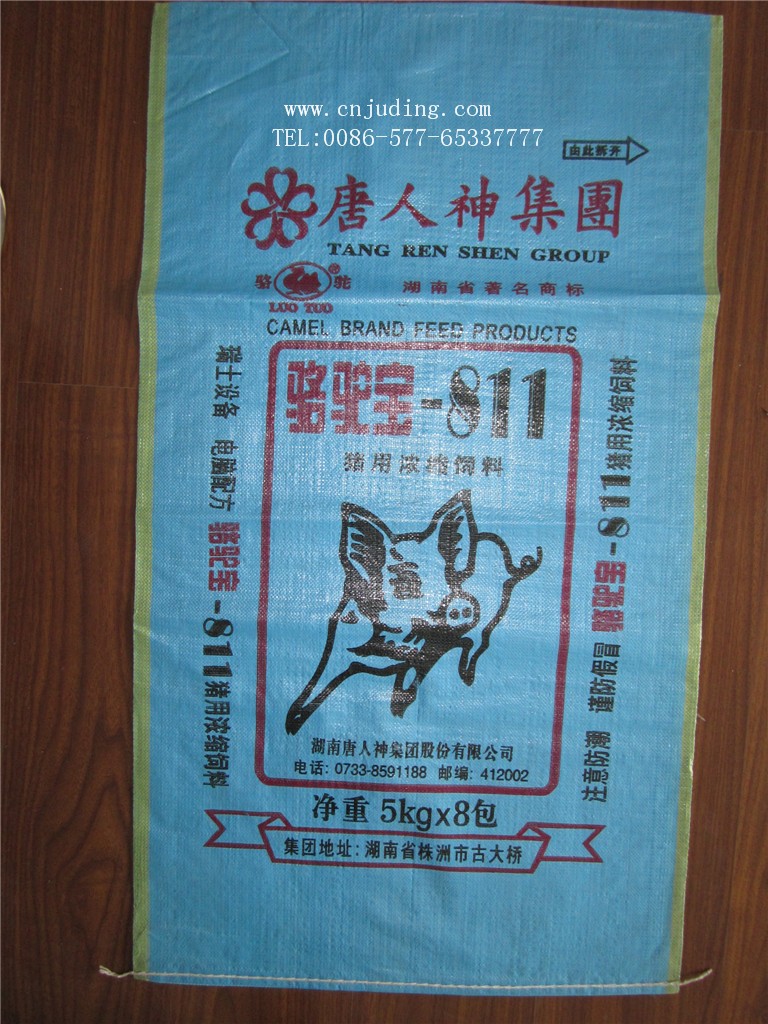 www.cnjuding.com
TEL:0086-577-65337777
由此拆开
唐人神集團
TANG REN SHEN GROUP
骆 驼 ®
LUO TUO
湖南省著名商标
CAMEL BRAND FEED PRODUCTS
骆驼宝-811
猪用浓缩饲料
瑞士设备 电脑配方 骆驼宝-811猪用浓缩饲料
注意防潮 谨防假冒 骆驼宝-811猪用浓缩饲料
湖南唐人神集团股份有限公司
电话: 0733-8591188 邮编: 412002
净重 5kgx8包
集团地址: 湖南省株洲市古大桥